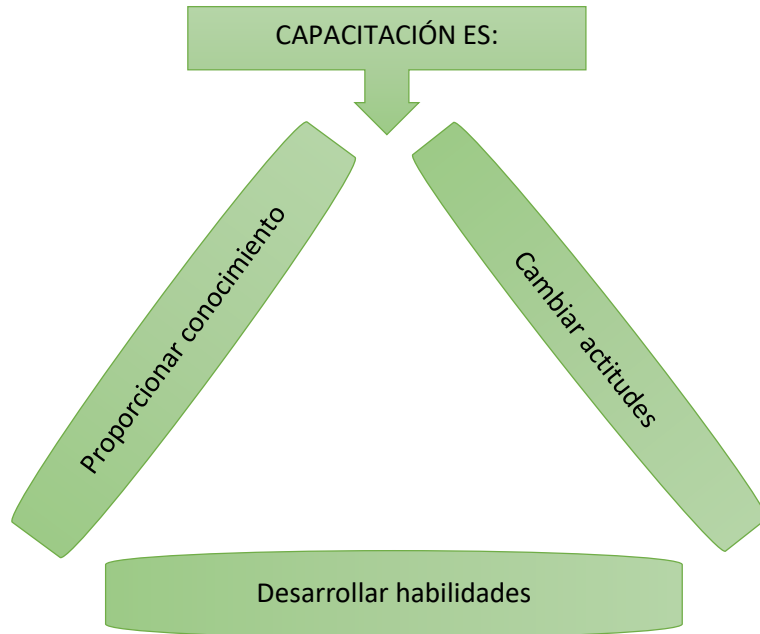 CAPACITACIÓN ES:
Proporcionar conocimiento
Cambiar actitudes
Desarrollar habilidades